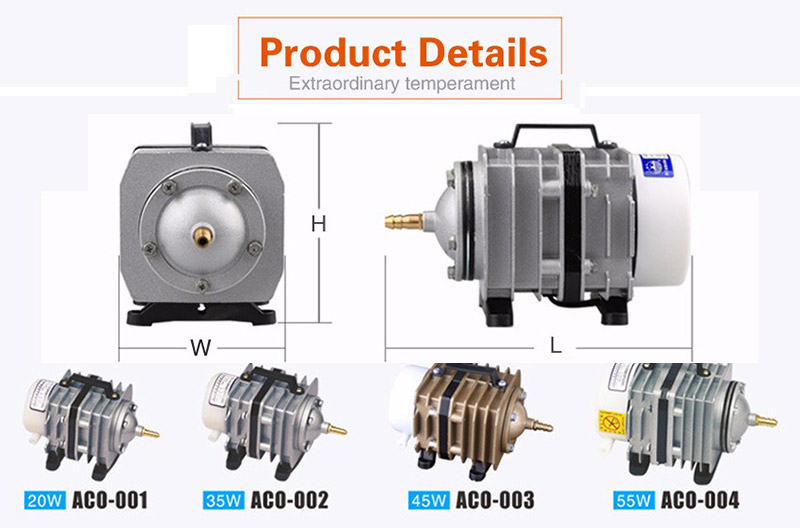 Product Details
Extraordinary temperament
H
W
L
20W ACO-001
35W ACO-002
45W ACO-003
55W ACO-004